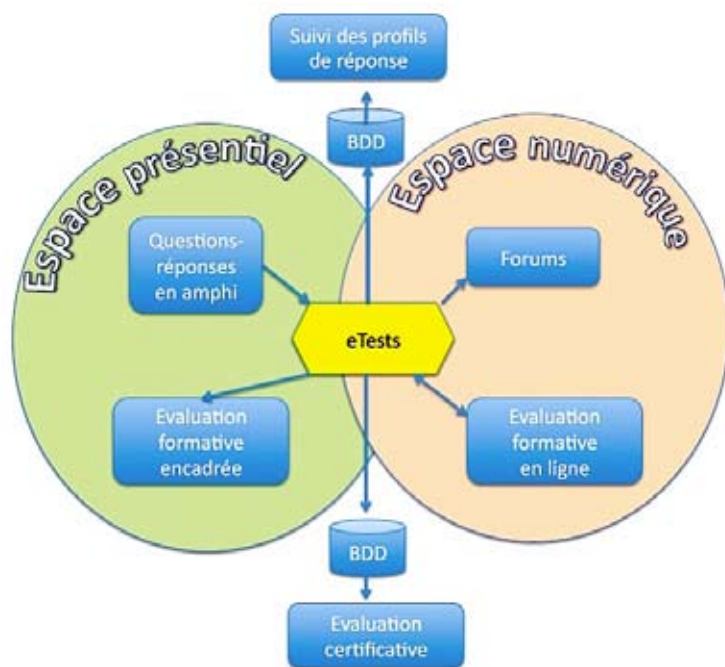 Suivi des profils
de réponse
BDD
Espace présentiel
Espace numérique
Questions-
réponses
en amphi
Forums
eTests
Evaluation
formative
encadrée
Evaluation
formative
en ligne
BDD
Evaluation
certificative